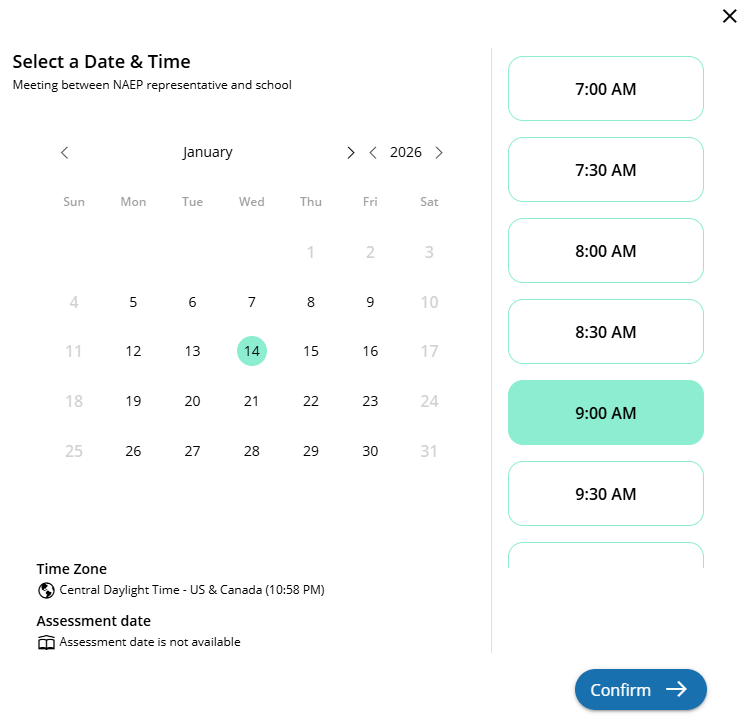 Select a Date & Time
Meeting between NAEP representative and school
January 2026
Sun Mon Tue Wed Thu Fri Sat
1 2 3
4 5 6 7 8 9 10
11 12 13 14 15 16 17
18 19 20 21 22 23 24
25 26 27 28 29 30 31
Time Zone
Central Daylight Time - US & Canada (10:58 PM)
Assessment date
Assessment date is not available
7:00 AM
7:30 AM
8:00 AM
8:30 AM
9:00 AM
9:30 AM
Confirm